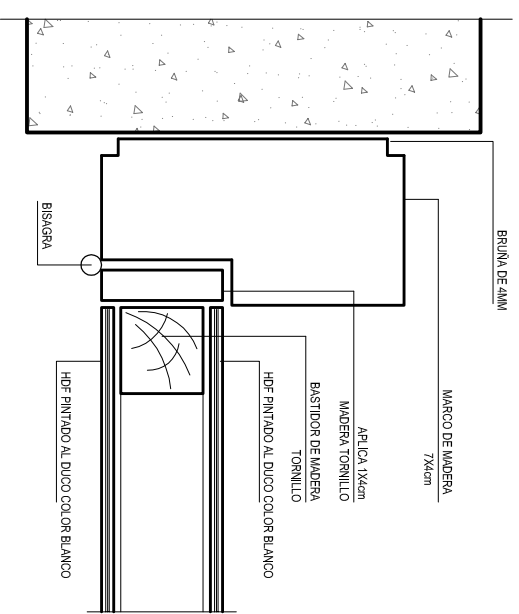 BRUÑA DE 4MM
MARCO DE MADERA
7X4cm
APLICA 1X4cm
MADERA TORNILLO
BASTIDOR DE MADERA
TORNILLO
HDF PINTADO AL DUCO COLOR BLANCO
BISAGRA
HDF PINTADO AL DUCO COLOR BLANCO